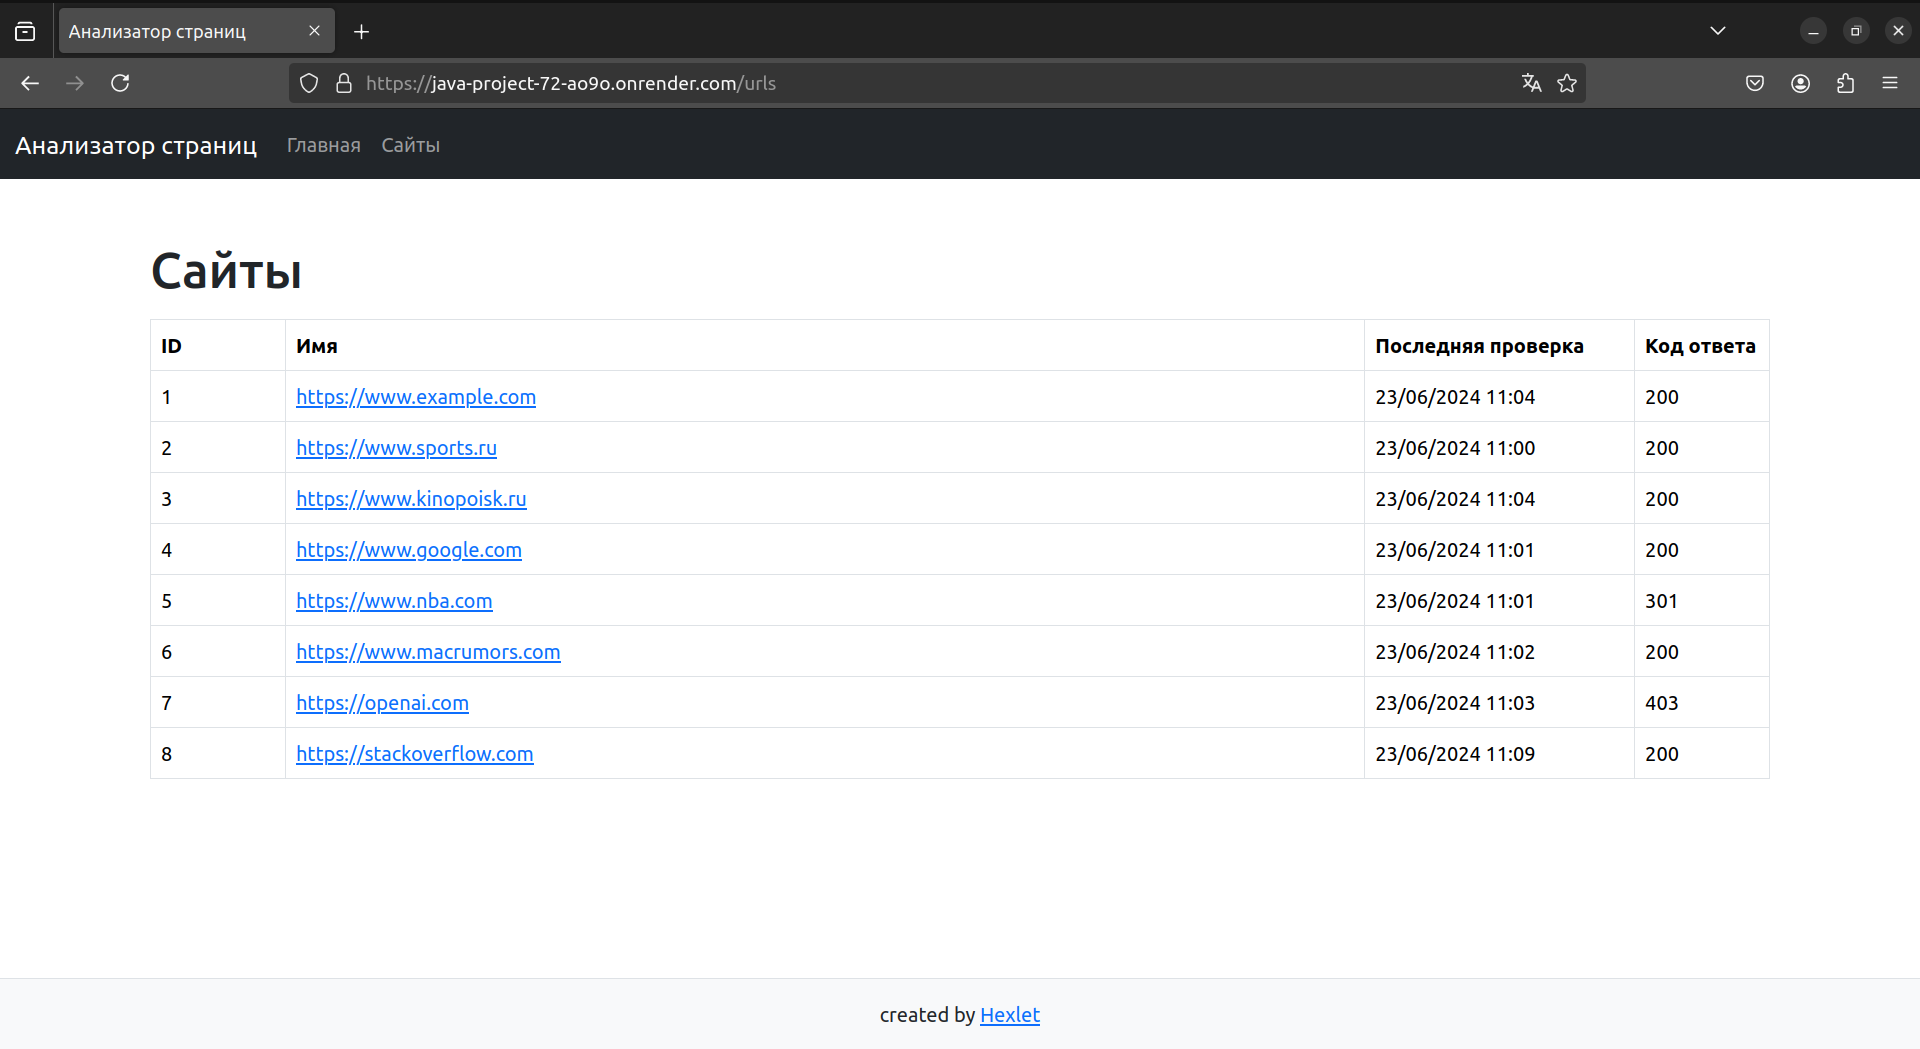 Анализатор страниц
https://java-project-72-ao9o.onrender.com/urls
Анализатор страниц Главная Сайты
Сайты
ID Имя Последняя проверка Код ответа
1 https://www.example.com 23/06/2024 11:04 200
2 https://www.sports.ru 23/06/2024 11:00 200
3 https://www.kinopoisk.ru 23/06/2024 11:04 200
4 https://www.google.com 23/06/2024 11:01 200
5 https://www.nba.com 23/06/2024 11:01 301
6 https://www.macrumors.com 23/06/2024 11:02 200
7 https://openai.com 23/06/2024 11:03 403
8 https://stackoverflow.com 23/06/2024 11:09 200
created by Hexlet